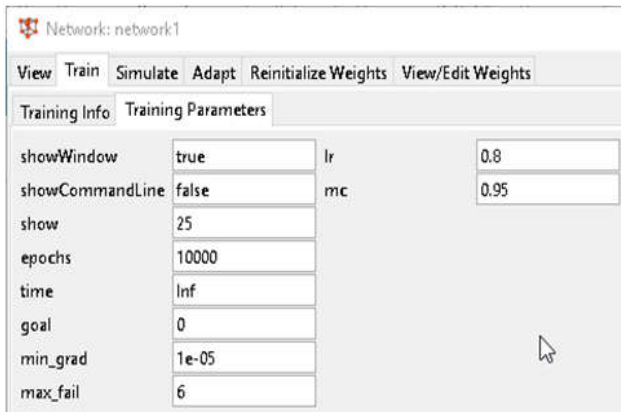 Network: network1
View Train Simulate Adapt Reinitialize Weights View/Edit Weights
Training Info Training Parameters
showWindow true lr 0.8
showCommandLine false mc 0.95
show 25
epochs 10000
time Inf
goal 0
min_grad 1e-05
max_fail 6